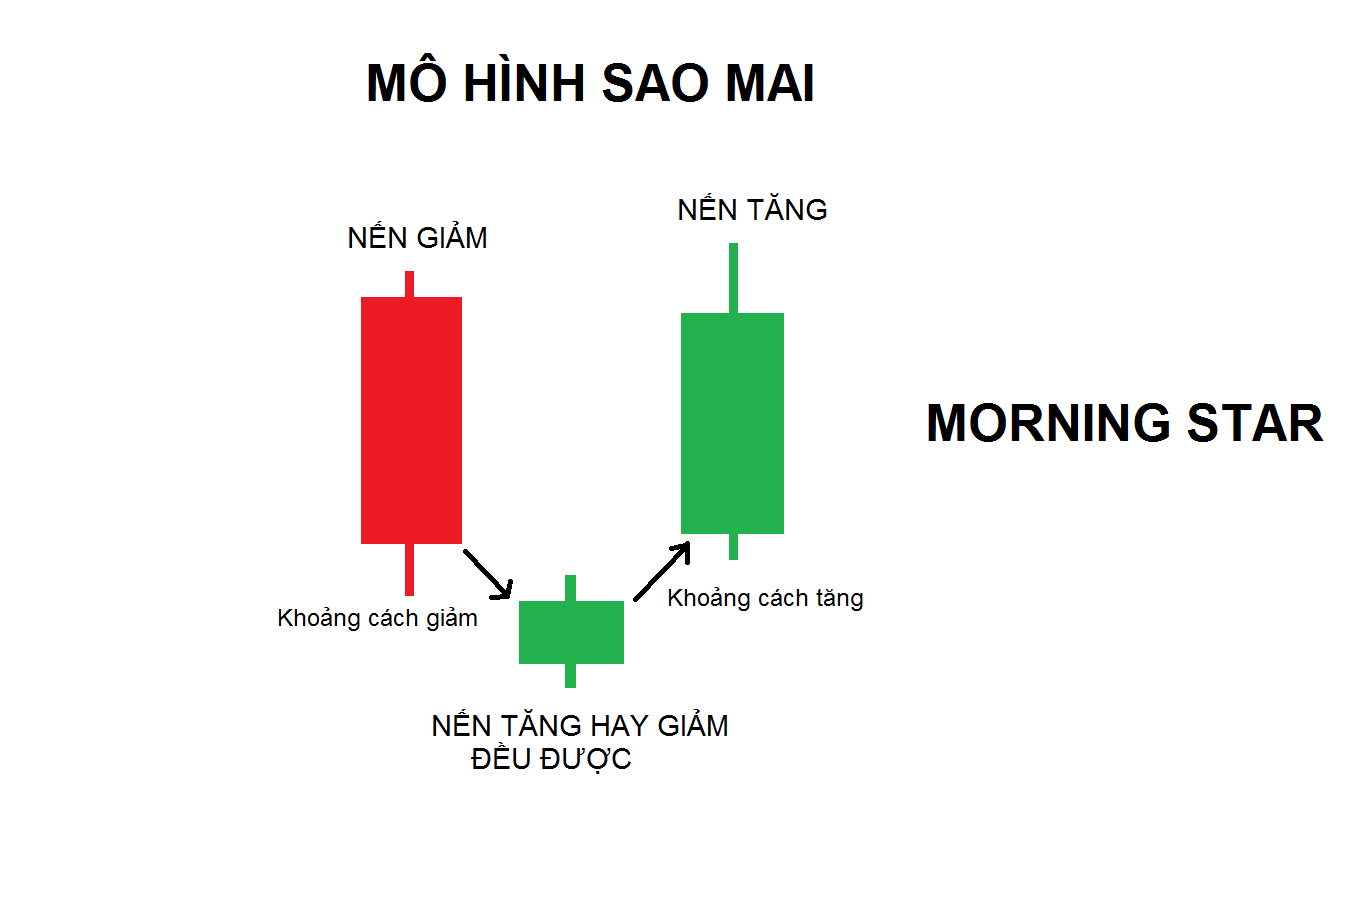 MÔ HÌNH SAO MAI
NẾN TĂNG
NẾN GIẢM
MORNING STAR
Khoảng cách tăng
Khoảng cách giảm
NẾN TĂNG HAY GIẢM
ĐỀU ĐƯỢC